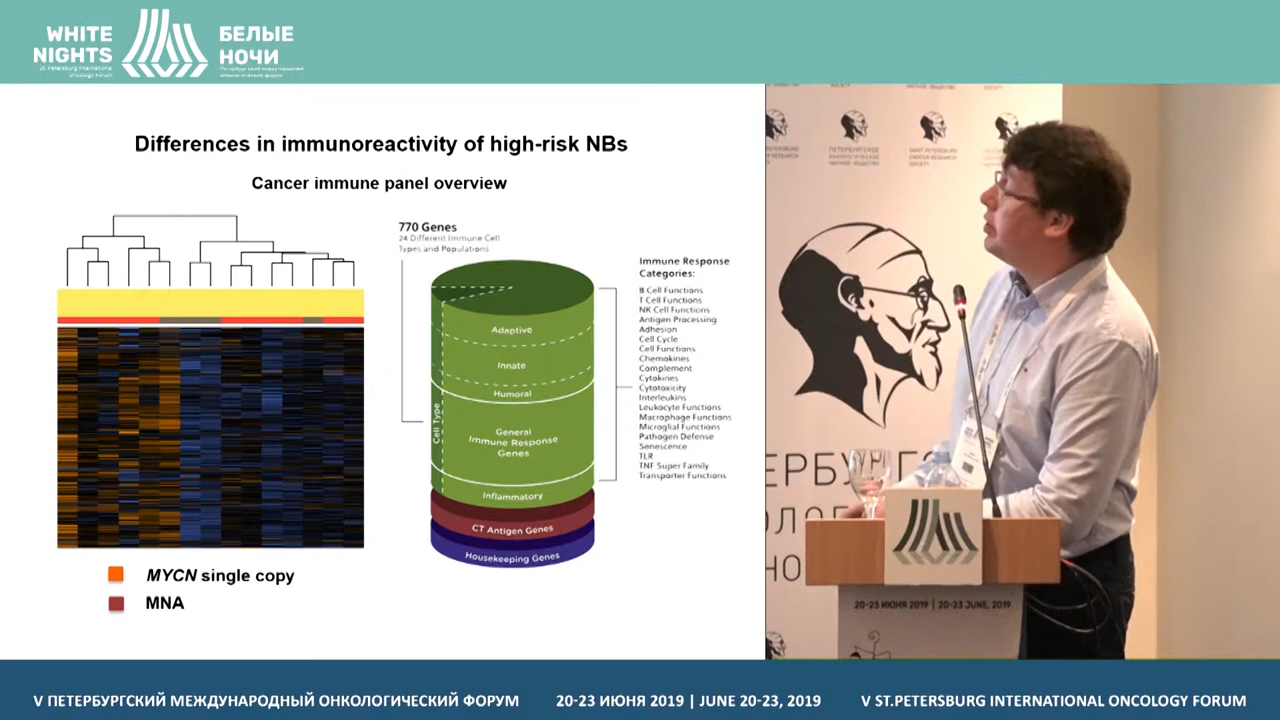 WHITE
NIGHTS
St. Petersburg International
Oncology Forum
БЕЛЫЕ
НОЧИ
Differences in immunoreactivity of high-risk NBs
Cancer immune panel overview
770 Genes
24 Different Immune Cell
Types and Populations
Cell Type
Adaptive
Innate
Humoral
General
Immune Response
Genes
Inflammatory
CT Antigen Genes
Housekeeping Genes
Immune Response
Categories:
B Cell Functions
T Cell Functions
NK Cell Functions
Antigen Processing
Adhesion
Cell Cycle
Cell Functions
Chemokines
Complement
Cytokines
Cytotoxicity
Interleukins
Leukocyte Functions
Macrophage Functions
Microglial Functions
Pathogen Defense
Senescence
TLR
TNF Super Family
Transporter Functions
MYCN single copy
MNA
20-23 ИЮНЯ 2019 | 20-23 JUNE, 2019
V ПЕТЕРБУРГСКИЙ МЕЖДУНАРОДНЫЙ ОНКОЛОГИЧЕСКИЙ ФОРУМ
20-23 ИЮНЯ 2019 | JUNE 20-23, 2019
V ST.PETERSBURG INTERNATIONAL ONCOLOGY FORUM